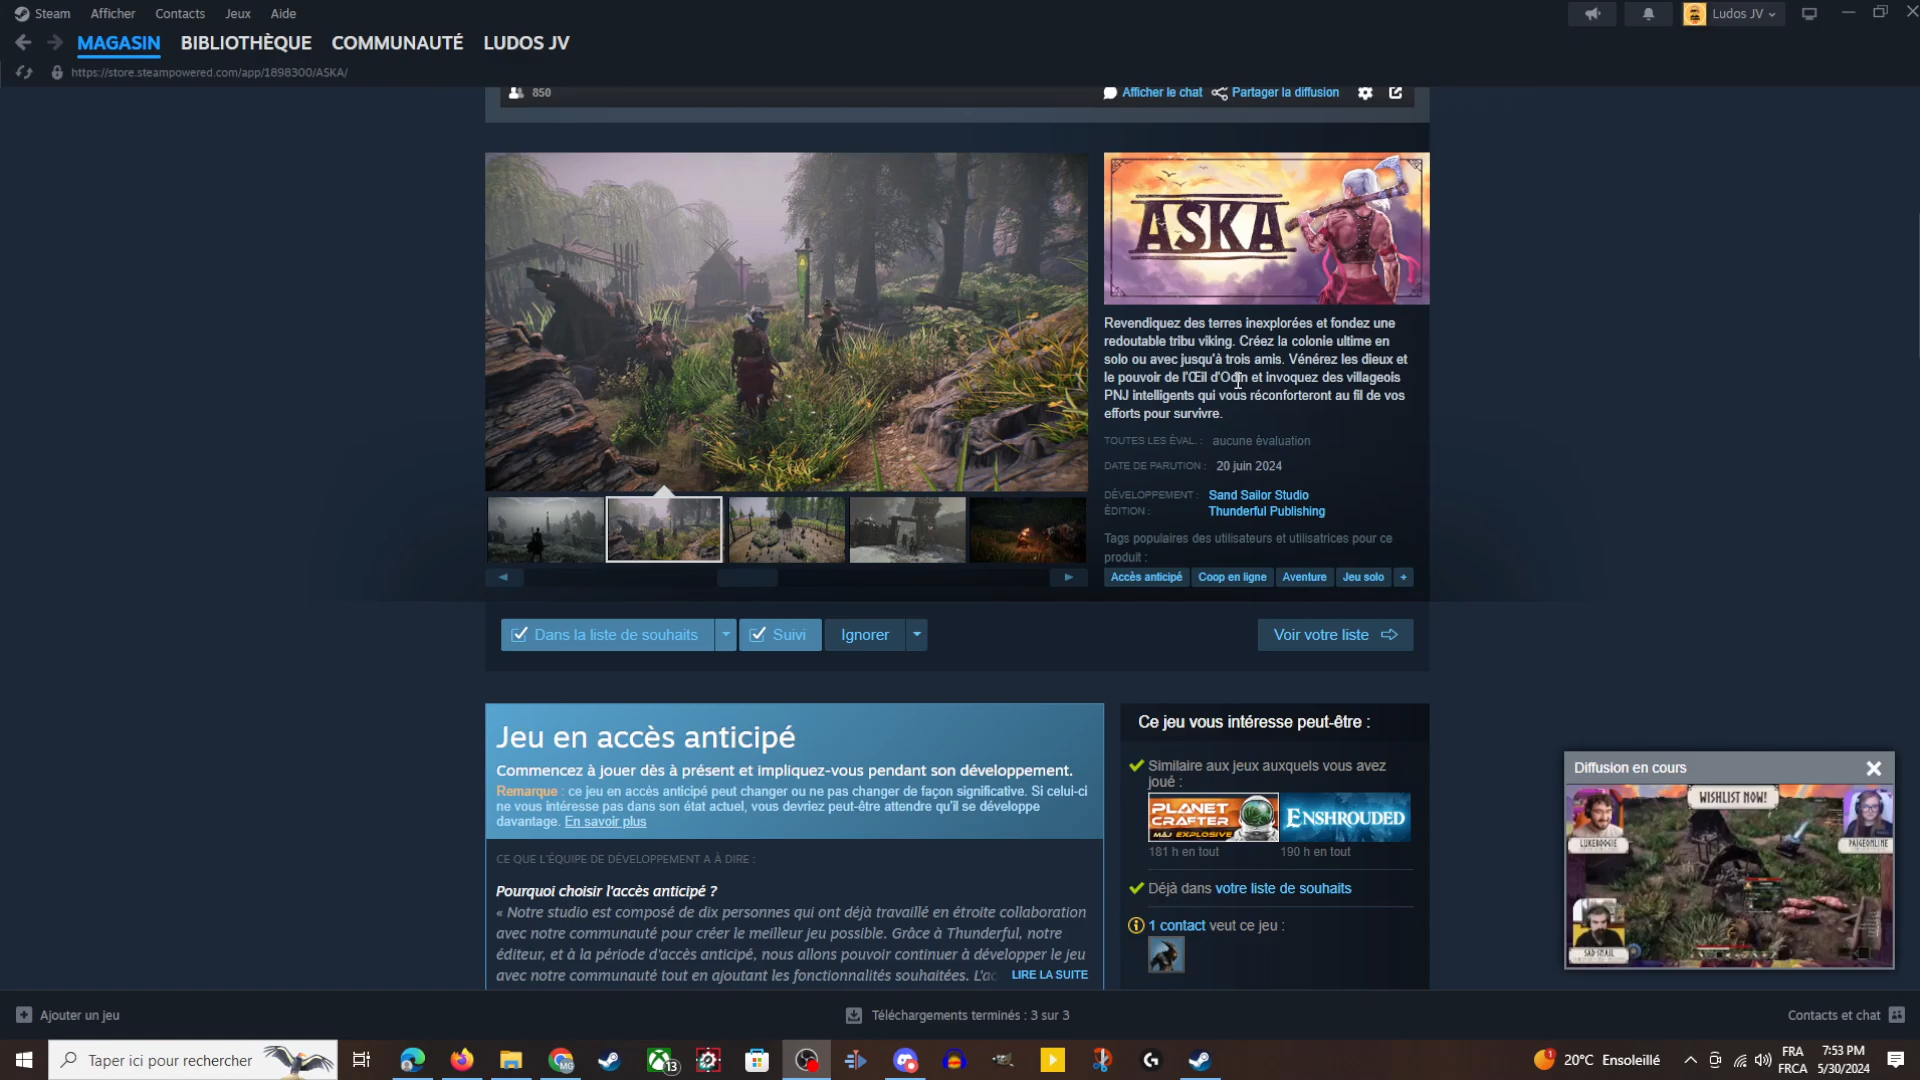 Steam Afficher Contacts Jeux Aide
Ludos JV
MAGASIN BIBLIOTHÈQUE COMMUNAUTÉ LUDOS JV
https://store.steampowered.com/app/1898300/ASKA/
850 Afficher le chat Partager la diffusion
ASKA
Revendiquez des terres inexplorées et fondez une
redoutable tribu viking. Créez la colonie ultime en
solo ou avec jusqu'à trois amis. Vénérez les dieux et
le pouvoir de l'Œil d'Odin et invoquez des villageois
PNJ intelligents qui vous réconforteront au fil de vos
efforts pour survivre.
TOUTES LES ÉVAL. : aucune évaluation
DATE DE PARUTION : 20 juin 2024
DÉVELOPPEMENT : Sand Sailor Studio
ÉDITION : Thunderful Publishing
Tags populaires des utilisateurs et utilisatrices pour ce
produit :
Accès anticipé Coop en ligne Aventure Jeu solo +
Dans la liste de souhaits Suivi Ignorer Voir votre liste
Jeu en accès anticipé
Commencez à jouer dès à présent et impliquez-vous pendant son développement.
Remarque : ce jeu en accès anticipé peut changer ou ne pas changer de façon significative. Si celui-ci
ne vous intéresse pas dans son état actuel, vous devriez peut-être attendre qu'il se développe
davantage. En savoir plus
CE QUE L'ÉQUIPE DE DÉVELOPPEMENT A À DIRE :
Pourquoi choisir l'accès anticipé ?
« Notre studio est composé de dix personnes qui ont déjà travaillé en étroite collaboration
avec notre communauté pour créer le meilleur jeu possible. Grâce à Thunderful, notre
éditeur, et à la période d'accès anticipé, nous allons pouvoir continuer à développer le jeu
avec notre communauté tout en ajoutant les fonctionnalités souhaitées. L'ac LIRE LA SUITE
Ce jeu vous intéresse peut-être :
Similaire aux jeux auxquels vous avez
joué :
PLANET CRAFTER
MÀJ EXPLOSIVE
ENSHROUDED
181 h en tout 190 h en tout
Déjà dans votre liste de souhaits
1 contact veut ce jeu :
Diffusion en cours
WISHLIST NOW!
LUKEBOOGIE PAIGEONLINE
SAD SMAIL
Ajouter un jeu Téléchargements terminés : 3 sur 3 Contacts et chat
Taper ici pour rechercher
MG
13
1
20°C Ensoleillé
FRA
FRCA
7:53 PM
5/30/2024